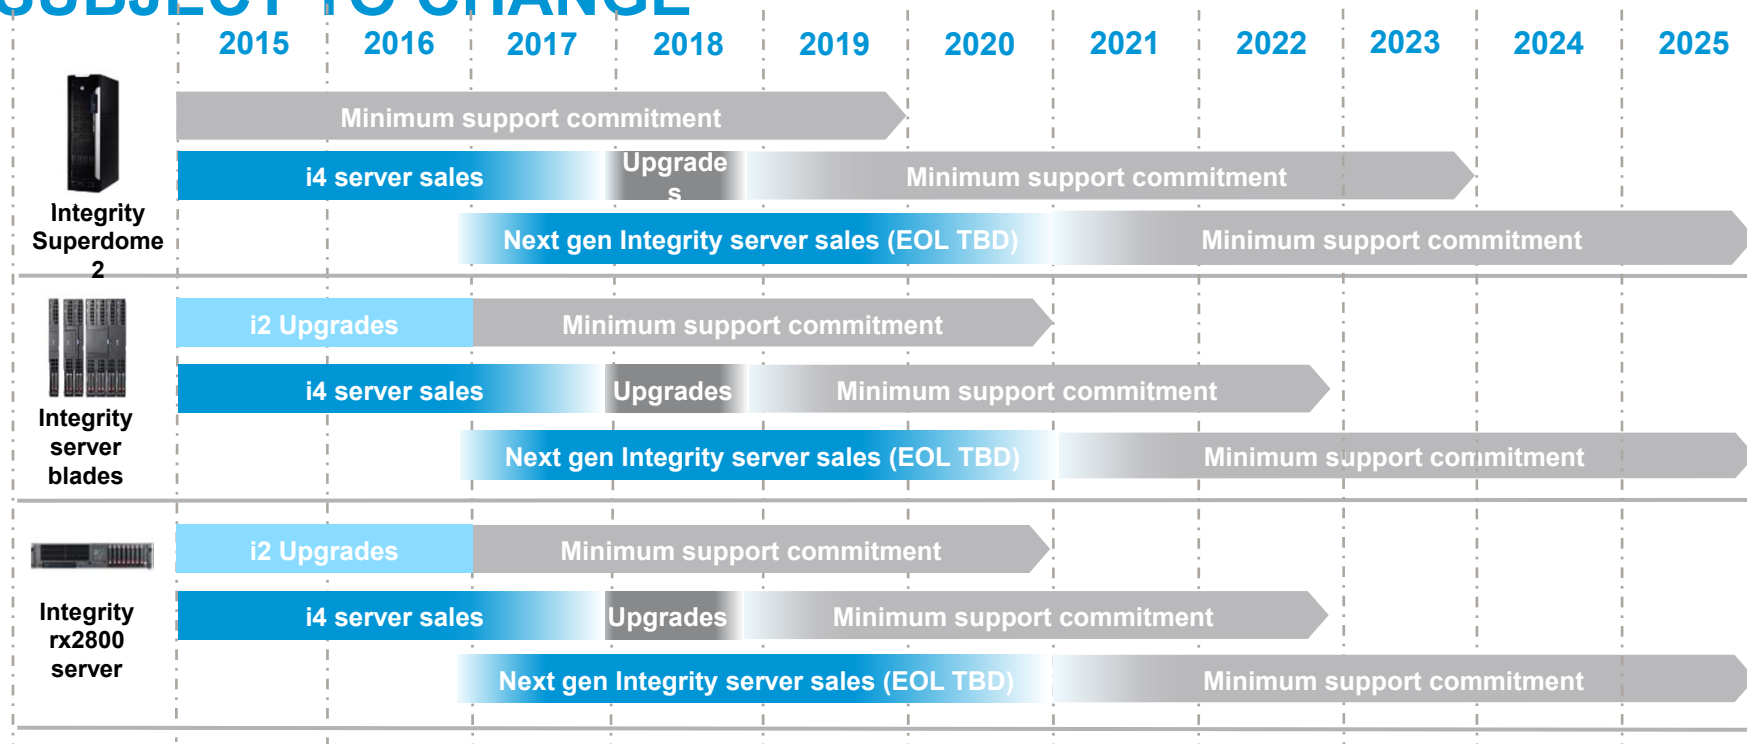 SUBJECT TO CHANGE
2015 2016 2017 2018 2019 2020 2021 2022 2023 2024 2025
Minimum support commitment
i4 server sales
Upgrade
s
Minimum support commitment
Next gen Integrity server sales (EOL TBD)
Minimum support commitment
Integrity
Superdome
2
i2 Upgrades
Minimum support commitment
i4 server sales
Upgrades
Minimum support commitment
Next gen Integrity server sales (EOL TBD)
Minimum support commitment
Integrity
server
blades
i2 Upgrades
Minimum support commitment
i4 server sales
Upgrades
Minimum support commitment
Next gen Integrity server sales (EOL TBD)
Minimum support commitment
Integrity
rx2800
server